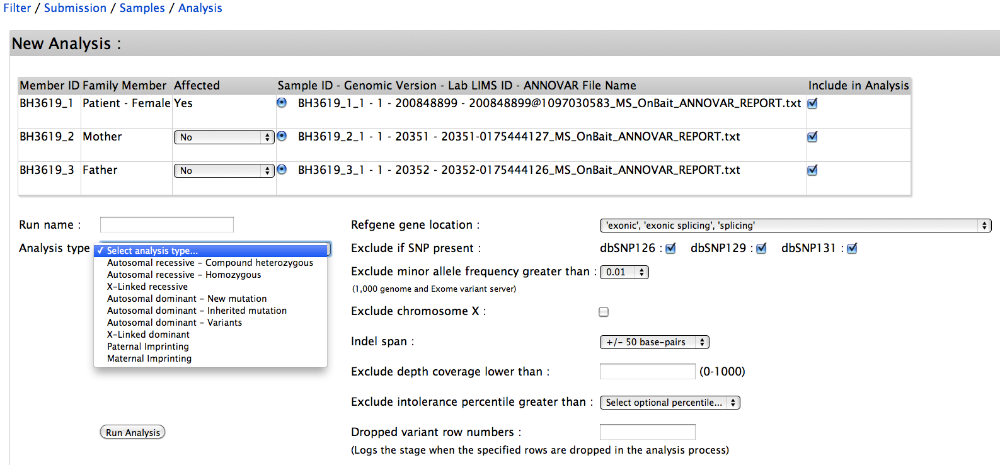 Filter / Submission / Samples / Analysis
New Analysis :
Member ID Family Member Affected Sample ID - Genomic Version - Lab LIMS ID - ANNOVAR File Name Include in Analysis
BH3619_1 Patient - Female Yes BH3619_1_1 - 1 - 200848899 - 200848899@1097030583_MS_OnBait_ANNOVAR_REPORT.txt
BH3619_2 Mother No BH3619_2_1 - 1 - 20351 - 20351-0175444127_MS_OnBait_ANNOVAR_REPORT.txt
BH3619_3 Father No BH3619_3_1 - 1 - 20352 - 20352-0175444126_MS_OnBait_ANNOVAR_REPORT.txt
Run name :
Analysis type
Select analysis type...
Autosomal recessive - Compound heterozygous
Autosomal recessive - Homozygous
X-Linked recessive
Autosomal dominant - New mutation
Autosomal dominant - Inherited mutation
Autosomal dominant - Variants
X-Linked dominant
Paternal Imprinting
Maternal Imprinting
Run Analysis
Refgene gene location : 'exonic', 'exonic splicing', 'splicing'
Exclude if SNP present : dbSNP126 : dbSNP129 : dbSNP131 :
Exclude minor allele frequency greater than : 0.01
(1,000 genome and Exome variant server)
Exclude chromosome X :
Indel span : +/- 50 base-pairs
Exclude depth coverage lower than : (0-1000)
Exclude intolerance percentile greater than : Select optional percentile...
Dropped variant row numbers :
(Logs the stage when the specified rows are dropped in the analysis process)